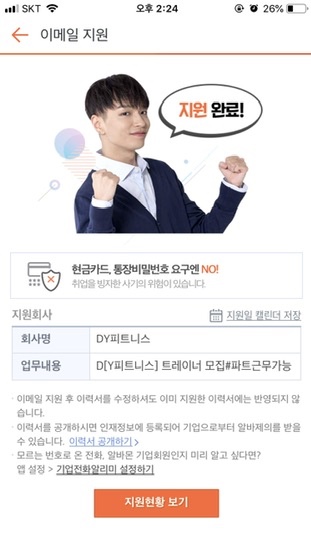 SKT 오후 2:24 26%
이메일 지원
지원 완료!
현금카드, 통장비밀번호 요구엔 NO!
취업을 빙자한 사기의 위험이 있습니다.
지원회사 지원일 캘린더 저장
회사명 DY피트니스
업무내용 D[Y피트니스] 트레이너 모집#파트근무가능
· 이메일 지원 후 이력서를 수정하셔도 이미 지원한 이력서에는 반영되지 않
습니다.
· 이력서를 공개하시면 인재정보에 등록되어 기업으로부터 알바제의를 받을
수 있습니다. 이력서 공개하기 >
· 모르는 번호로 온 전화, 알바몬 기업회원인지 미리 알고 싶다면?
앱 설정 > 기업전화알리미 설정하기
지원현황 보기